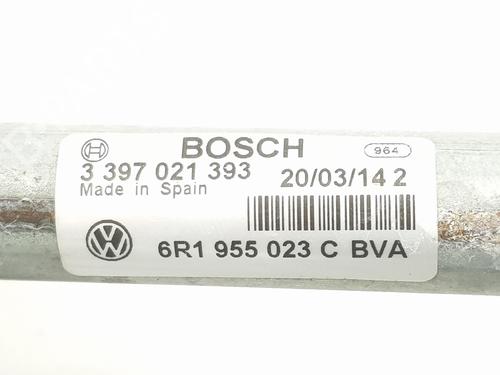 BOSCH
964
3 397 021 393
Made in Spain
20/03/14 2
6R1 955 023 C BVA